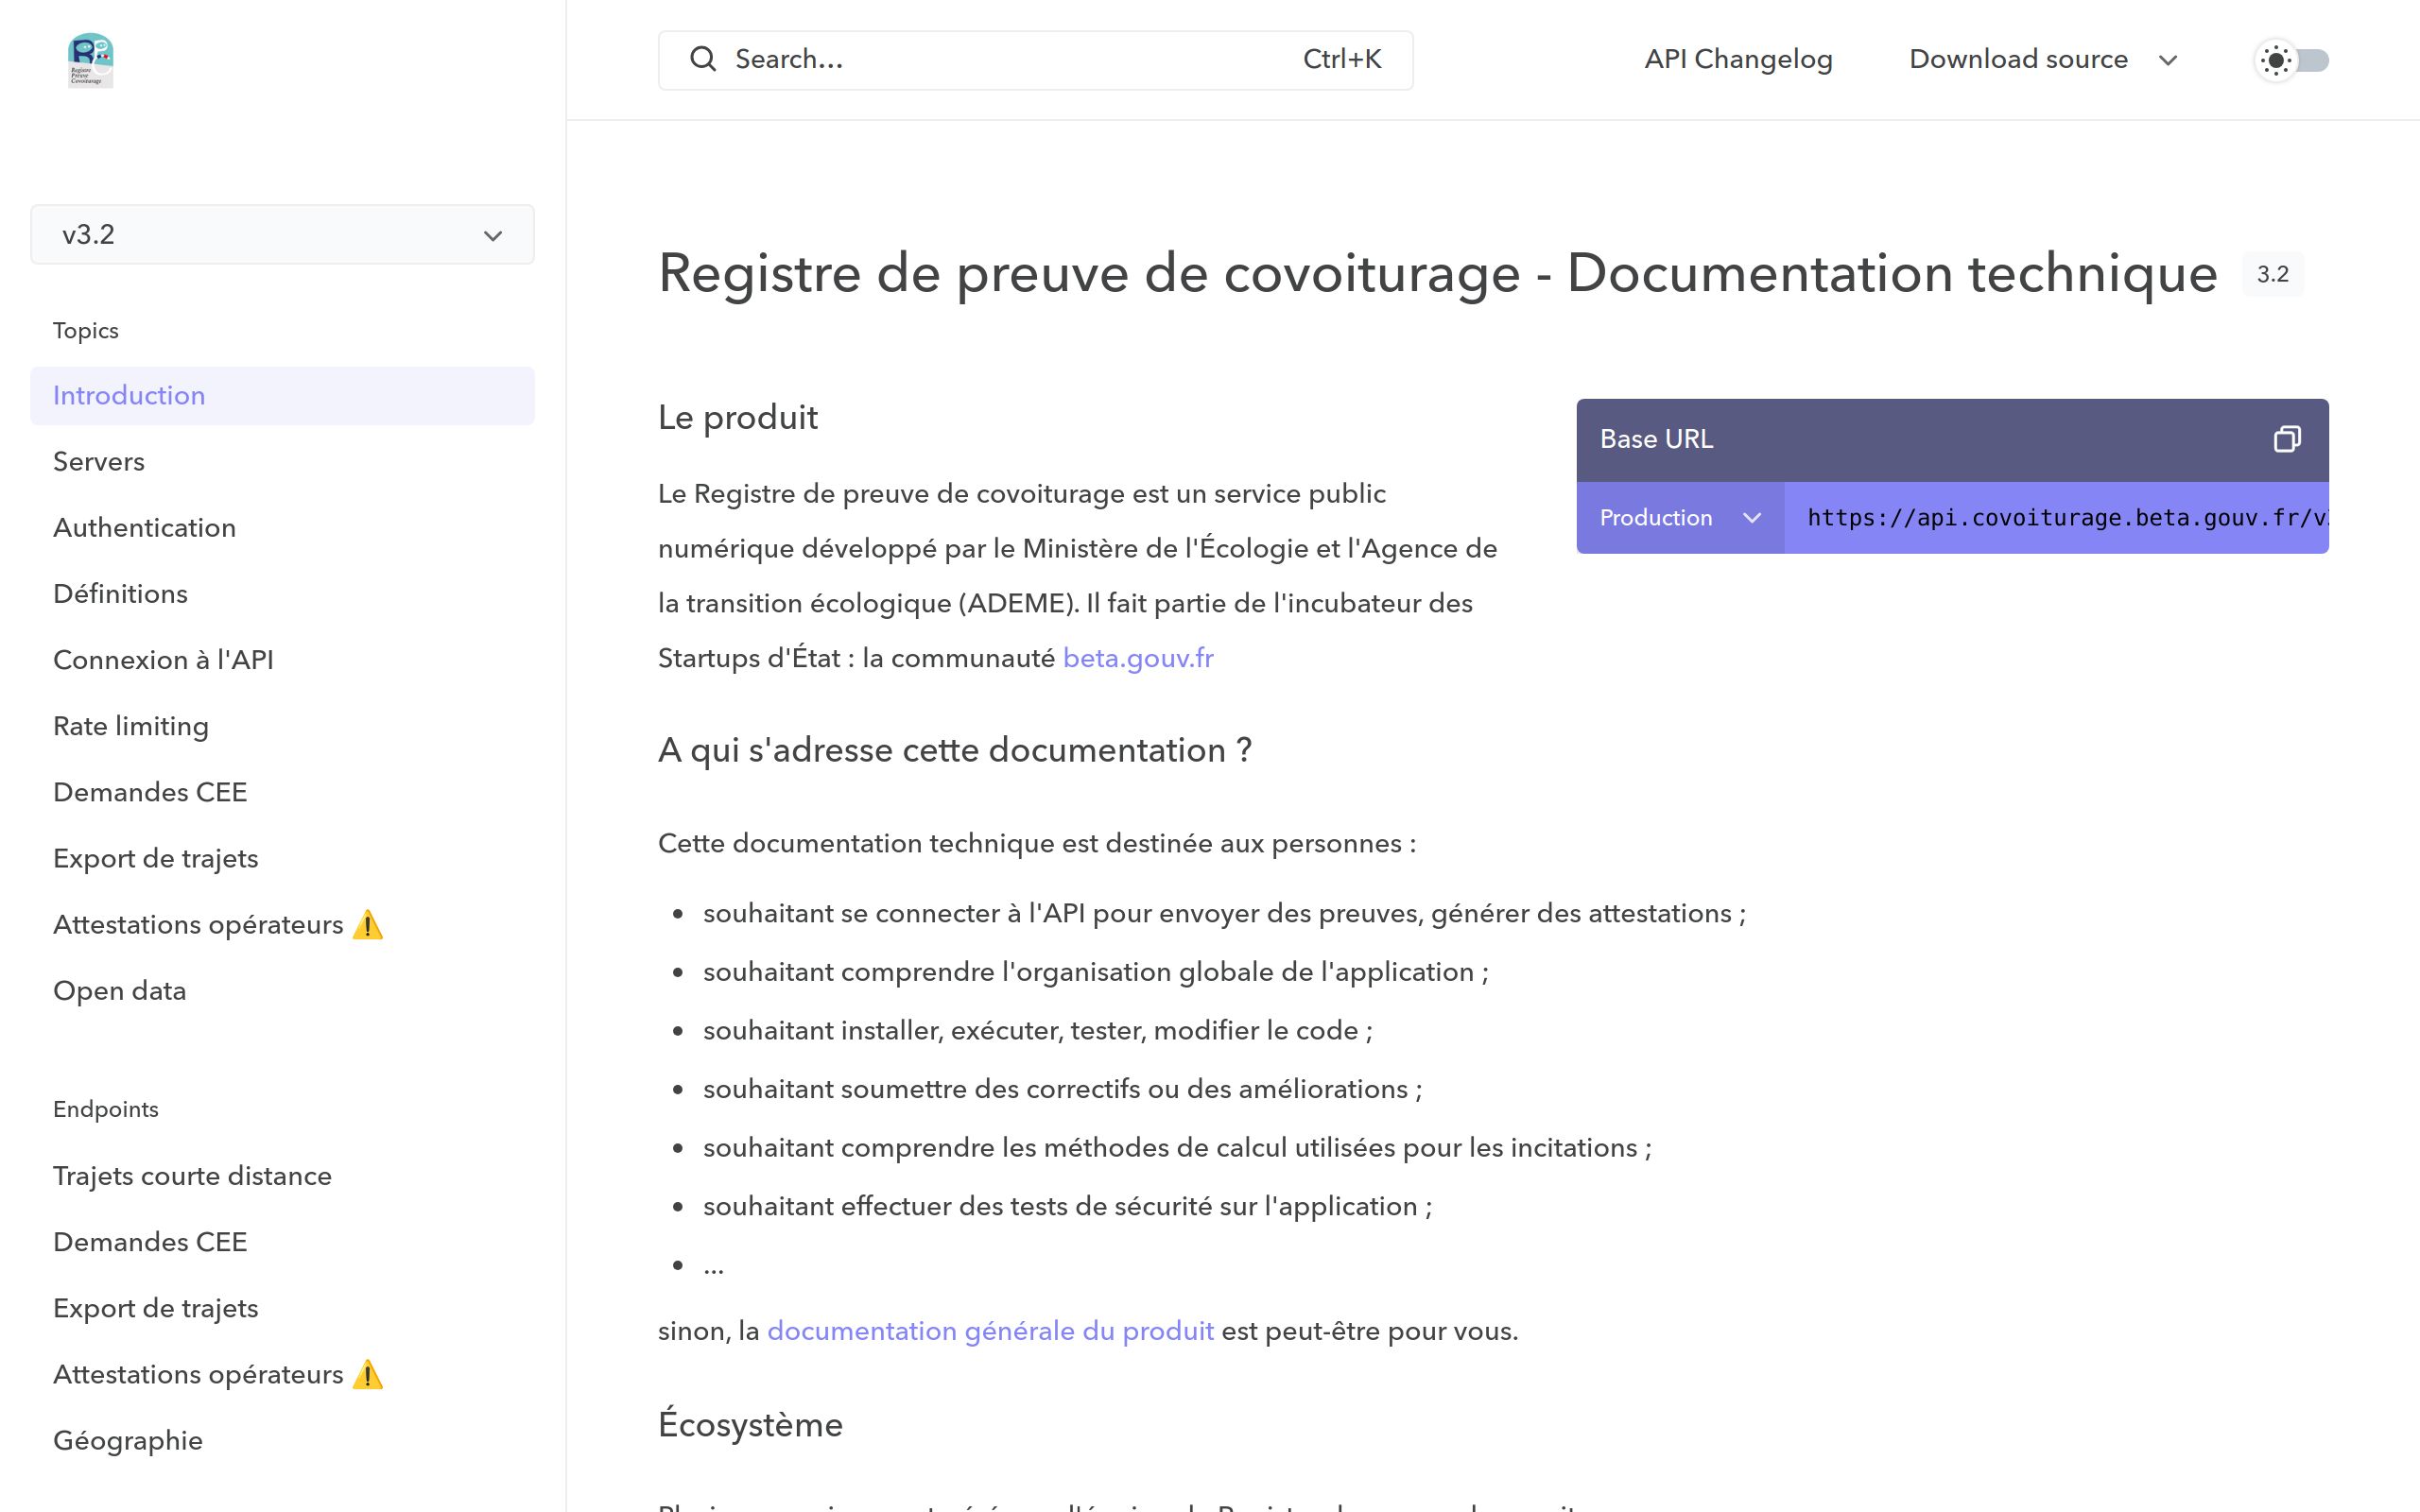 Registre
Preuve
Covoiturage
Search...
Ctrl+K
API Changelog
Download source
v3.2
Topics
Introduction
Servers
Authentication
Définitions
Connexion à l'API
Rate limiting
Demandes CEE
Export de trajets
Attestations opérateurs ⚠️
Open data
Endpoints
Trajets courte distance
Demandes CEE
Export de trajets
Attestations opérateurs ⚠️
Géographie
Registre de preuve de covoiturage - Documentation technique 3.2
Le produit
Le Registre de preuve de covoiturage est un service public
numérique développé par le Ministère de l'Écologie et l'Agence de
la transition écologique (ADEME). Il fait partie de l'incubateur des
Startups d'État : la communauté beta.gouv.fr
Base URL
Production
https://api.covoiturage.beta.gouv.fr/v
A qui s'adresse cette documentation ?
Cette documentation technique est destinée aux personnes :
souhaitant se connecter à l'API pour envoyer des preuves, générer des attestations ;
souhaitant comprendre l'organisation globale de l'application ;
souhaitant installer, exécuter, tester, modifier le code ;
souhaitant soumettre des correctifs ou des améliorations ;
souhaitant comprendre les méthodes de calcul utilisées pour les incitations ;
souhaitant effectuer des tests de sécurité sur l'application ;
...
sinon, la documentation générale du produit est peut-être pour vous.
Écosystème